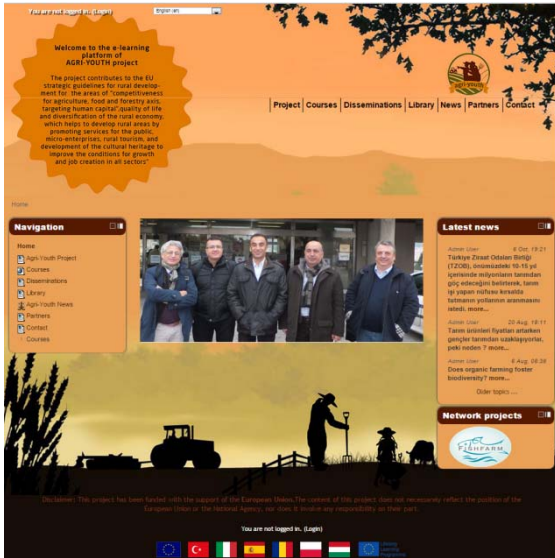 You are not logged in. (Login)
English (en)
Welcome to the e-learning
platform of
AGRI-YOUTH project
The project contributes to the EU
strategic guidelines for rural develop-
ment for the areas of "competitiveness
for agriculture, food and forestry axis,
targeting human capital",quality of life
and diversification of the rural economy,
which helps to develop rural areas by
promoting services for the public,
micro-enterprises, rural tourism, and
development of the cultural heritage to
improve the conditions for growth
and job creation in all sectors"
agri-youth
Project Courses Disseminations Library News Partners Contact
Home
Navigation
Home
Agri-Youth Project
Courses
Disseminations
Library
Agri-Youth News
Partners
Contact
Courses
Latest news
Admin User 8 Oct, 19:21
Türkiye Ziraat Odaları Birliği
(TZOB), önümüzdeki 10-15 yıl
içerisinde milyonların tarımdan
göç edeceğini belirterek, tarım
işi yapan nüfusu kırsalda
tutmanın yollarının aranmasını
istedi. more...
Admin User 20 Aug, 19:11
Tarım ürünleri fiyatları artarken
gençler tarımdan uzaklaşıyorlar,
peki neden ? more...
Admin User 6 Aug, 08:36
Does organic farming foster
biodiversity? more...
Older topics ...
Network projects
FISHFARM
Disclaimer: This project has been funded with the support of the European Union.The content of this project does not necessarily reflect the position of the
European Union or the National Agency, nor does it involve any responsibility on their part.
You are not logged in. (Login)